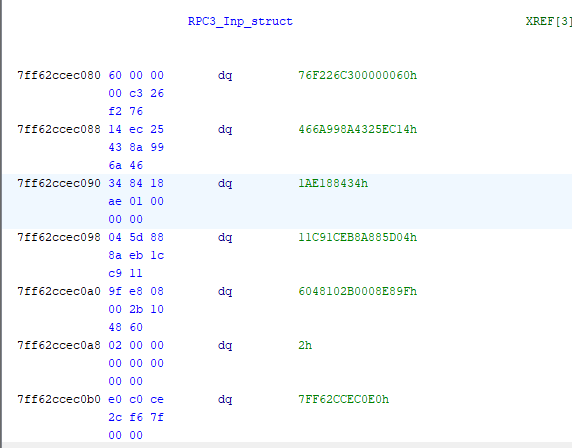 RPC3_Inp_struct XREF[3]
7ff62ccec080 60 00 00 dq 76F226C300000060h
00 c3 26
f2 76
7ff62ccec088 14 ec 25 dq 466A998A4325EC14h
43 8a 99
6a 46
7ff62ccec090 34 84 18 dq 1AE188434h
ae 01 00
00 00
7ff62ccec098 04 5d 88 dq 11C91CEB8A885D04h
8a eb 1c
c9 11
7ff62ccec0a0 9f e8 08 dq 6048102B0008E89Fh
00 2b 10
48 60
7ff62ccec0a8 02 00 00 dq 2h
00 00 00
00 00
7ff62ccec0b0 e0 c0 ce dq 7FF62CCEC0E0h
2c f6 7f
00 00